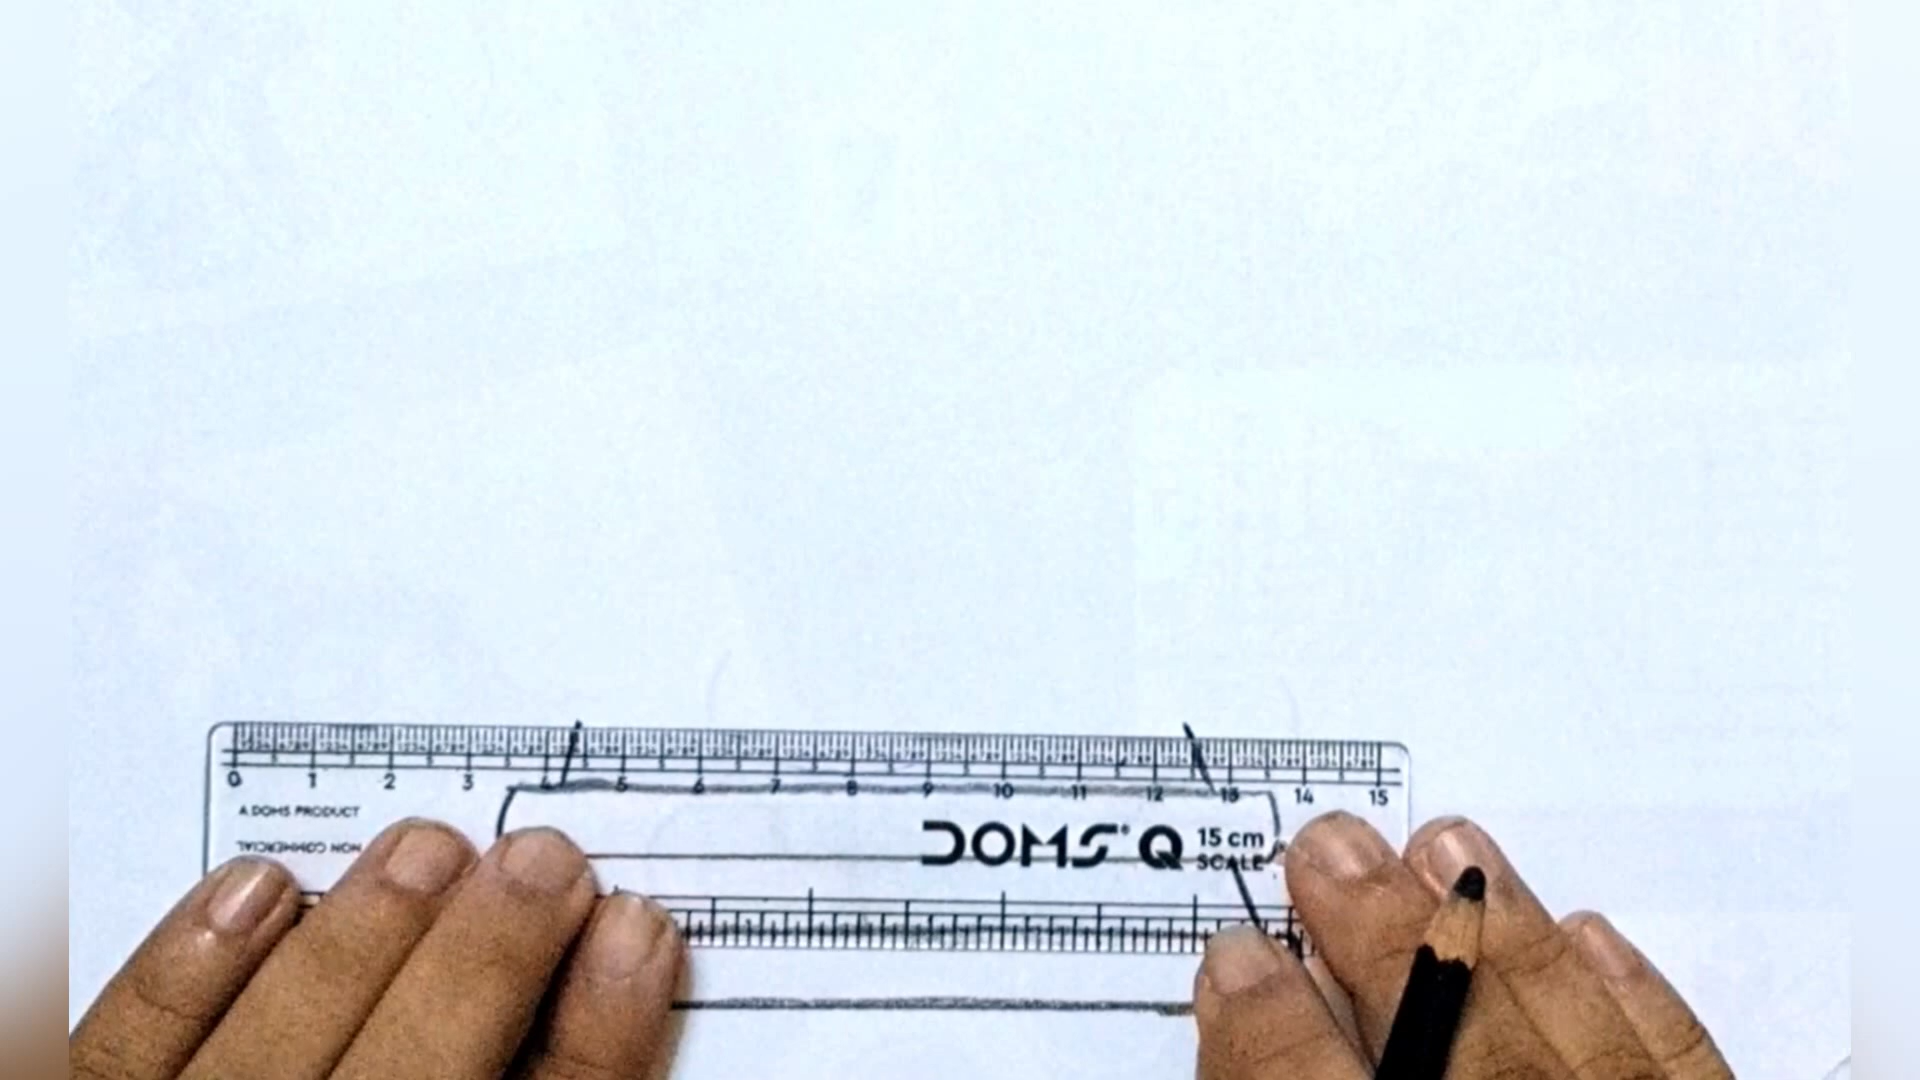 0 1 2 3 4 5 6 7 8 9 10 11 12 13 14 15
A DOMS PRODUCT
NON COMMERCIAL
DOMS Q 15 cm
SCALE